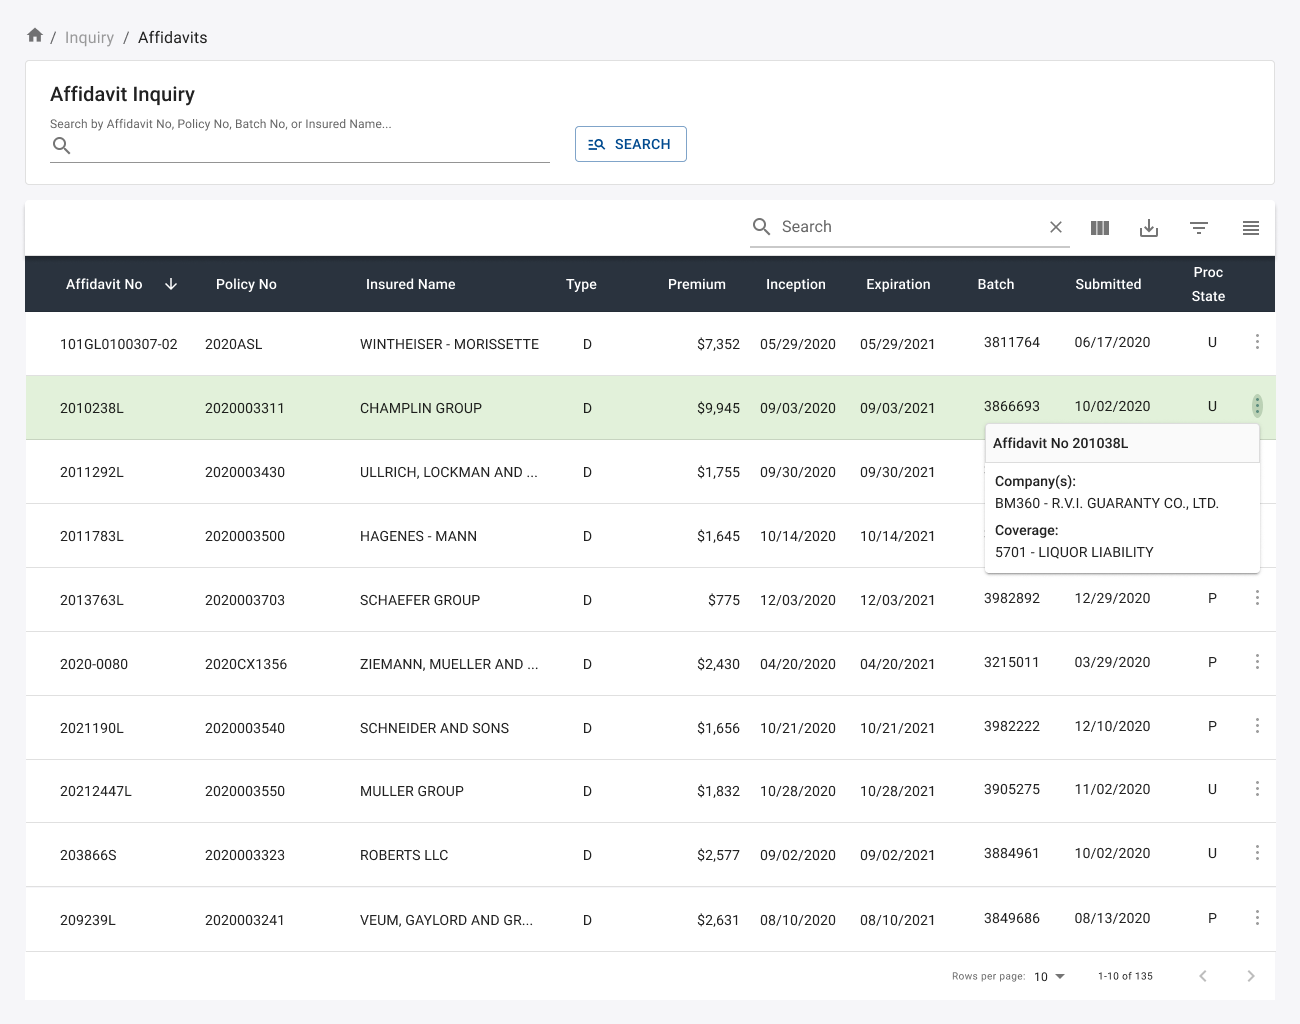 / Inquiry / Affidavits
Affidavit Inquiry
Search by Affidavit No, Policy No, Batch No, or Insured Name...
SEARCH
Search
Affidavit No Policy No Insured Name Type Premium Inception Expiration Batch Submitted Proc State
101GL0100307-02 2020ASL WINTHEISER - MORISSETTE D $7,352 05/29/2020 05/29/2021 3811764 06/17/2020 U
2010238L 2020003311 CHAMPLIN GROUP D $9,945 09/03/2020 09/03/2021 3866693 10/02/2020 U
2011292L 2020003430 ULLRICH, LOCKMAN AND ... D $1,755 09/30/2020 09/30/2021
2011783L 2020003500 HAGENES - MANN D $1,645 10/14/2020 10/14/2021
Affidavit No 201038L
Company(s):
BM360 - R.V.I. GUARANTY CO., LTD.
Coverage:
5701 - LIQUOR LIABILITY
2013763L 2020003703 SCHAEFER GROUP D $775 12/03/2020 12/03/2021 3982892 12/29/2020 P
2020-0080 2020CX1356 ZIEMANN, MUELLER AND ... D $2,430 04/20/2020 04/20/2021 3215011 03/29/2020 P
2021190L 2020003540 SCHNEIDER AND SONS D $1,656 10/21/2020 10/21/2021 3982222 12/10/2020 P
20212447L 2020003550 MULLER GROUP D $1,832 10/28/2020 10/28/2021 3905275 11/02/2020 U
203866S 2020003323 ROBERTS LLC D $2,577 09/02/2020 09/02/2021 3884961 10/02/2020 U
209239L 2020003241 VEUM, GAYLORD AND GR... D $2,631 08/10/2020 08/10/2021 3849686 08/13/2020 P
Rows per page: 10 1-10 of 135